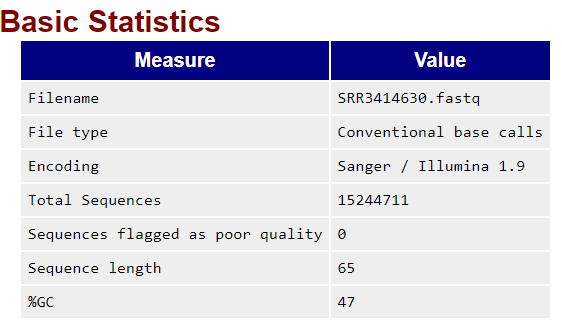 Basic Statistics
Measure Value
Filename SRR3414630.fastq
File type Conventional base calls
Encoding Sanger / Illumina 1.9
Total Sequences 15244711
Sequences flagged as poor quality 0
Sequence length 65
%GC 47